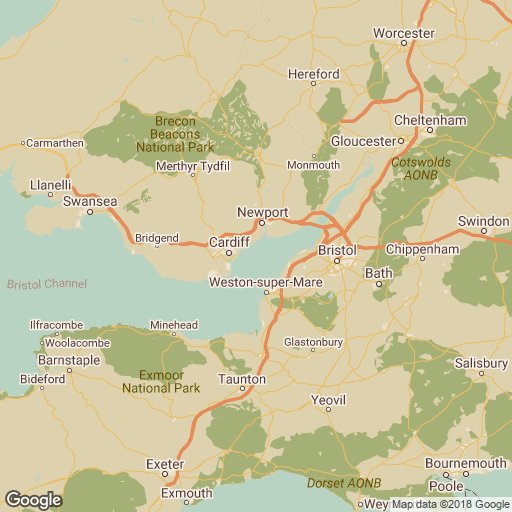 Worcester
Hereford
Brecon
Beacons
National Park
Cheltenham
Gloucester
Carmarthen
Monmouth
Cotswolds
AONB
Merthyr Tydfil
Llanelli
Swansea
Newport
Swindon
Bridgend
Cardiff
Bristol
Chippenham
Bath
Bristol Channel
Weston-super-Mare
Ilfracombe
Minehead
Woolacombe
Glastonbury
Barnstaple
Salisbury
Bideford
Exmoor
National Park
Taunton
Yeovil
Exeter
Bournemouth
Dorset AONB
Poole
Exmouth
Wey
Google
Map data ©2018 Google